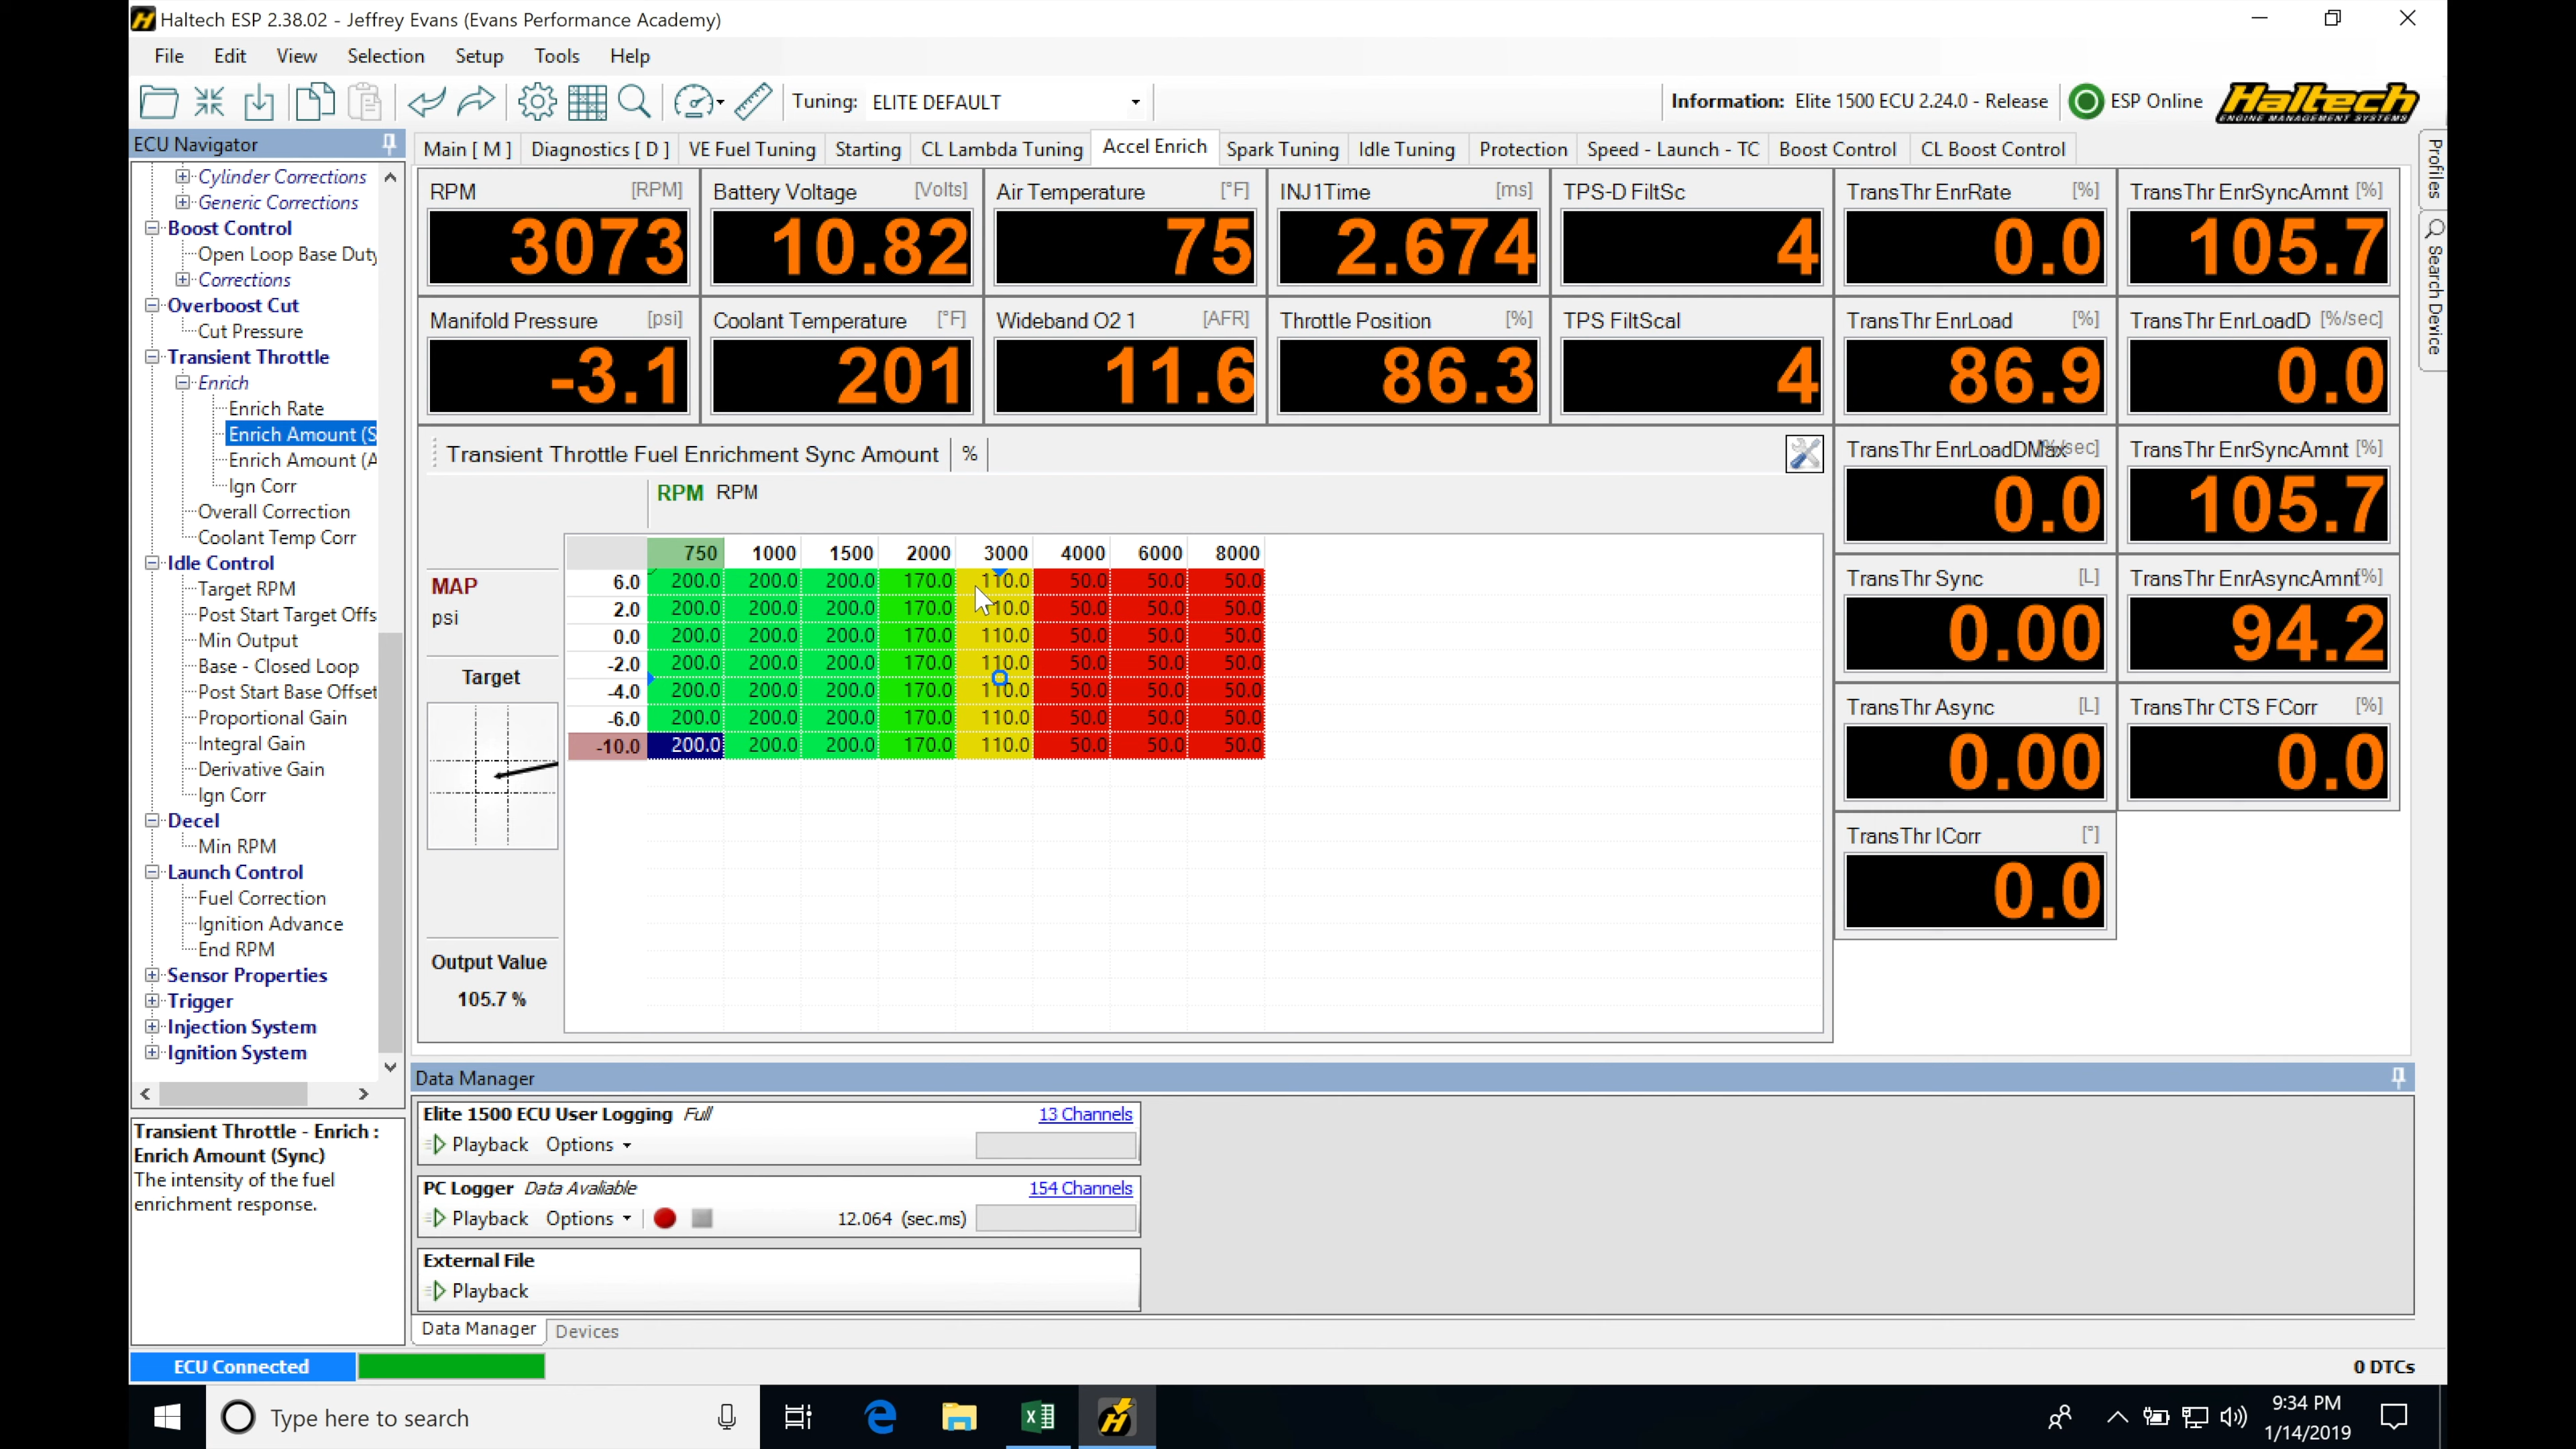 Haltech ESP 2.38.02 - Jeffrey Evans (Evans Performance Academy)
File Edit View Selection Setup Tools Help
Tuning: ELITE DEFAULT
Information: Elite 1500 ECU 2.24.0 - Release
ESP Online
Haltech
ENGINE MANAGEMENT SYSTEMS
ECU Navigator
Cylinder Corrections
Generic Corrections
Boost Control
Open Loop Base Duty
Corrections
Overboost Cut
Cut Pressure
Transient Throttle
Enrich
Enrich Rate
Enrich Amount (S
Enrich Amount (A
Ign Corr
Overall Correction
Coolant Temp Corr
Idle Control
Target RPM
Post Start Target Offs
Min Output
Base - Closed Loop
Post Start Base Offset
Proportional Gain
Integral Gain
Derivative Gain
Ign Corr
Decel
Min RPM
Launch Control
Fuel Correction
Ignition Advance
End RPM
Sensor Properties
Trigger
Injection System
Ignition System
Transient Throttle - Enrich :
Enrich Amount (Sync)
The intensity of the fuel
enrichment response.
Main [ M ] Diagnostics [ D ] VE Fuel Tuning Starting CL Lambda Tuning Accel Enrich Spark Tuning Idle Tuning Protection Speed - Launch - TC Boost Control CL Boost Control
RPM [RPM] Battery Voltage [Volts] Air Temperature [°F] INJ1Time [ms] TPS-D FiltSc TransThr EnrRate [%] TransThr EnrSyncAmnt [%]
3073 10.82 75 2.674 4 0.0 105.7
Manifold Pressure [psi] Coolant Temperature [°F] Wideband O2 1 [AFR] Throttle Position [%] TPS FiltScal TransThr EnrLoad [%] TransThr EnrLoadD [%/sec]
-3.1 201 11.6 86.3 4 86.9 0.0
TransThr EnrLoadDMax [%/sec] TransThr EnrSyncAmnt [%]
0.0 105.7
TransThr Sync [L] TransThr EnrAsyncAmnt [%]
0.00 94.2
TransThr Async [L] TransThr CTS FCorr [%]
0.00 0.0
TransThr ICorr [°]
0.0
Transient Throttle Fuel Enrichment Sync Amount %
RPM RPM
MAP
psi
Target
Output Value
105.7 %
750 1000 1500 2000 3000 4000 6000 8000
6.0 200.0 200.0 200.0 170.0 110.0 50.0 50.0 50.0
2.0 200.0 200.0 200.0 170.0 110.0 50.0 50.0 50.0
0.0 200.0 200.0 200.0 170.0 110.0 50.0 50.0 50.0
-2.0 200.0 200.0 200.0 170.0 110.0 50.0 50.0 50.0
-4.0 200.0 200.0 200.0 170.0 110.0 50.0 50.0 50.0
-6.0 200.0 200.0 200.0 170.0 110.0 50.0 50.0 50.0
-10.0 200.0 200.0 200.0 170.0 110.0 50.0 50.0 50.0
Profiles
Search Device
Data Manager
Elite 1500 ECU User Logging Full 13 Channels
Playback Options
PC Logger Data Avaliable 154 Channels
Playback Options 12.064 (sec.ms)
External File
Playback
Data Manager Devices
ECU Connected
0 DTCs
Type here to search
9:34 PM
1/14/2019